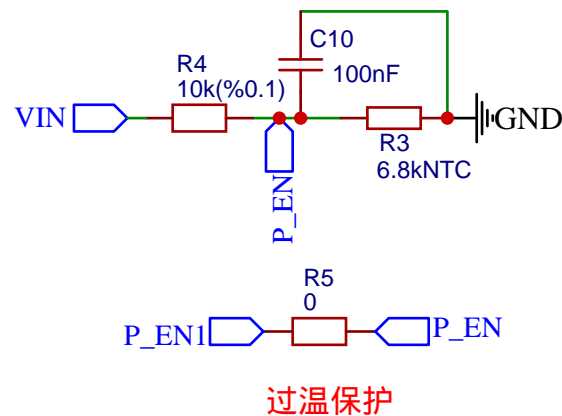 C10
100nF
R4
10k(%0.1)
VIN
GND
R3
6.8kNTC
P_EN
R5
0
P_EN1
P_EN
过温保护